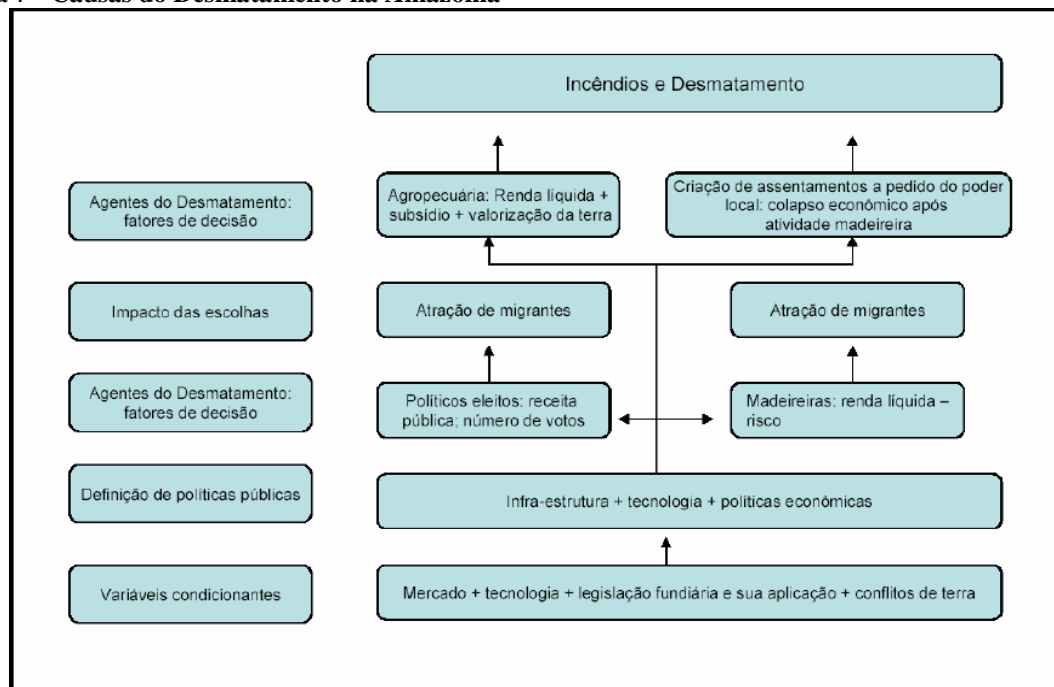 Causas do Desmatamento na Amazônia
Incêndios e Desmatamento
Agentes do Desmatamento:
fatores de decisão
Agropecuária: Renda líquida +
subsídio + valorização da terra
Criação de assentamentos a pedido do poder
local: colapso econômico após
atividade madeireira
Impacto das escolhas
Atração de migrantes
Atração de migrantes
Agentes do Desmatamento:
fatores de decisão
Políticos eleitos: receita
pública; número de votos
Madeireiras: renda líquida –
risco
Definição de políticas públicas
Infra-estrutura + tecnologia + políticas econômicas
Variáveis condicionantes
Mercado + tecnologia + legislação fundiária e sua aplicação + conflitos de terra